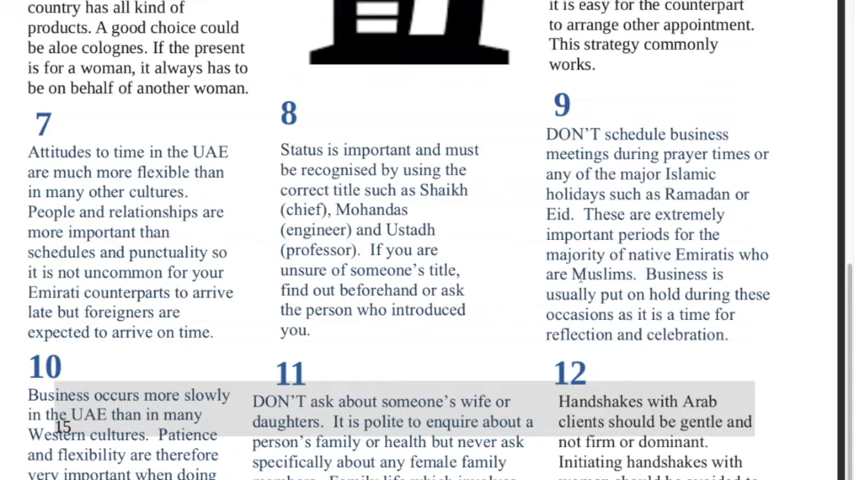 country has all kind of
products. A good choice could
be aloe colognes. If the present
is for a woman, it always has to
be on behalf of another woman.
it is easy for the counterpart
to arrange other appointment.
This strategy commonly
works.
7
Attitudes to time in the UAE
are much more flexible than
in many other cultures.
People and relationships are
more important than
schedules and punctuality so
it is not uncommon for your
Emirati counterparts to arrive
late but foreigners are
expected to arrive on time.
8
Status is important and must
be recognised by using the
correct title such as Shaikh
(chief), Mohandas
(engineer) and Ustadh
(professor). If you are
unsure of someone's title,
find out beforehand or ask
the person who introduced
you.
9
DON'T schedule business
meetings during prayer times or
any of the major Islamic
holidays such as Ramadan or
Eid. These are extremely
important periods for the
majority of native Emiratis who
are Muslims. Business is
usually put on hold during these
occasions as it is a time for
reflection and celebration.
10
Business occurs more slowly
in the UAE than in many
Western cultures. Patience
and flexibility are therefore
very important when doing
15
11
DON'T ask about someone's wife or
daughters. It is polite to enquire about a
person's family or health but never ask
specifically about any female family
members. Family life which involves
12
Handshakes with Arab
clients should be gentle and
not firm or dominant.
Initiating handshakes with
women should be avoided to